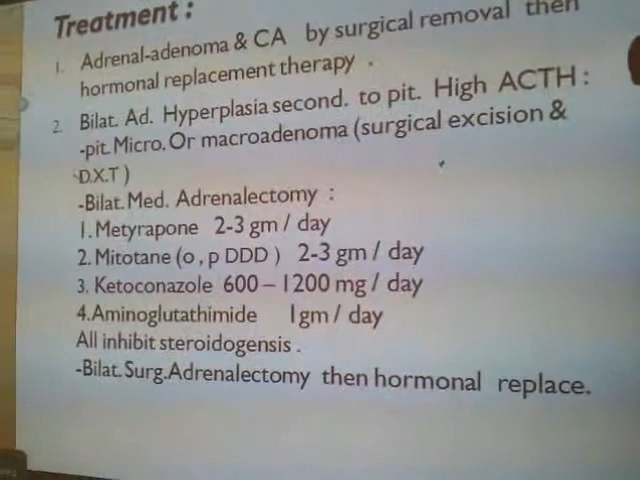 Treatment :
1. Adrenal-adenoma & CA by surgical removal then
hormonal replacement therapy .
2. Bilat. Ad. Hyperplasia second. to pit. High ACTH :
-pit. Micro. Or macroadenoma (surgical excision &
D.X.T )
-Bilat. Med. Adrenalectomy :
1. Metyrapone 2-3 gm / day
2. Mitotane (o , p DDD ) 2-3 gm / day
3. Ketoconazole 600 – 1200 mg / day
4.Aminoglutathimide 1gm / day
All inhibit steroidogensis .
-Bilat. Surg.Adrenalectomy then hormonal replace.